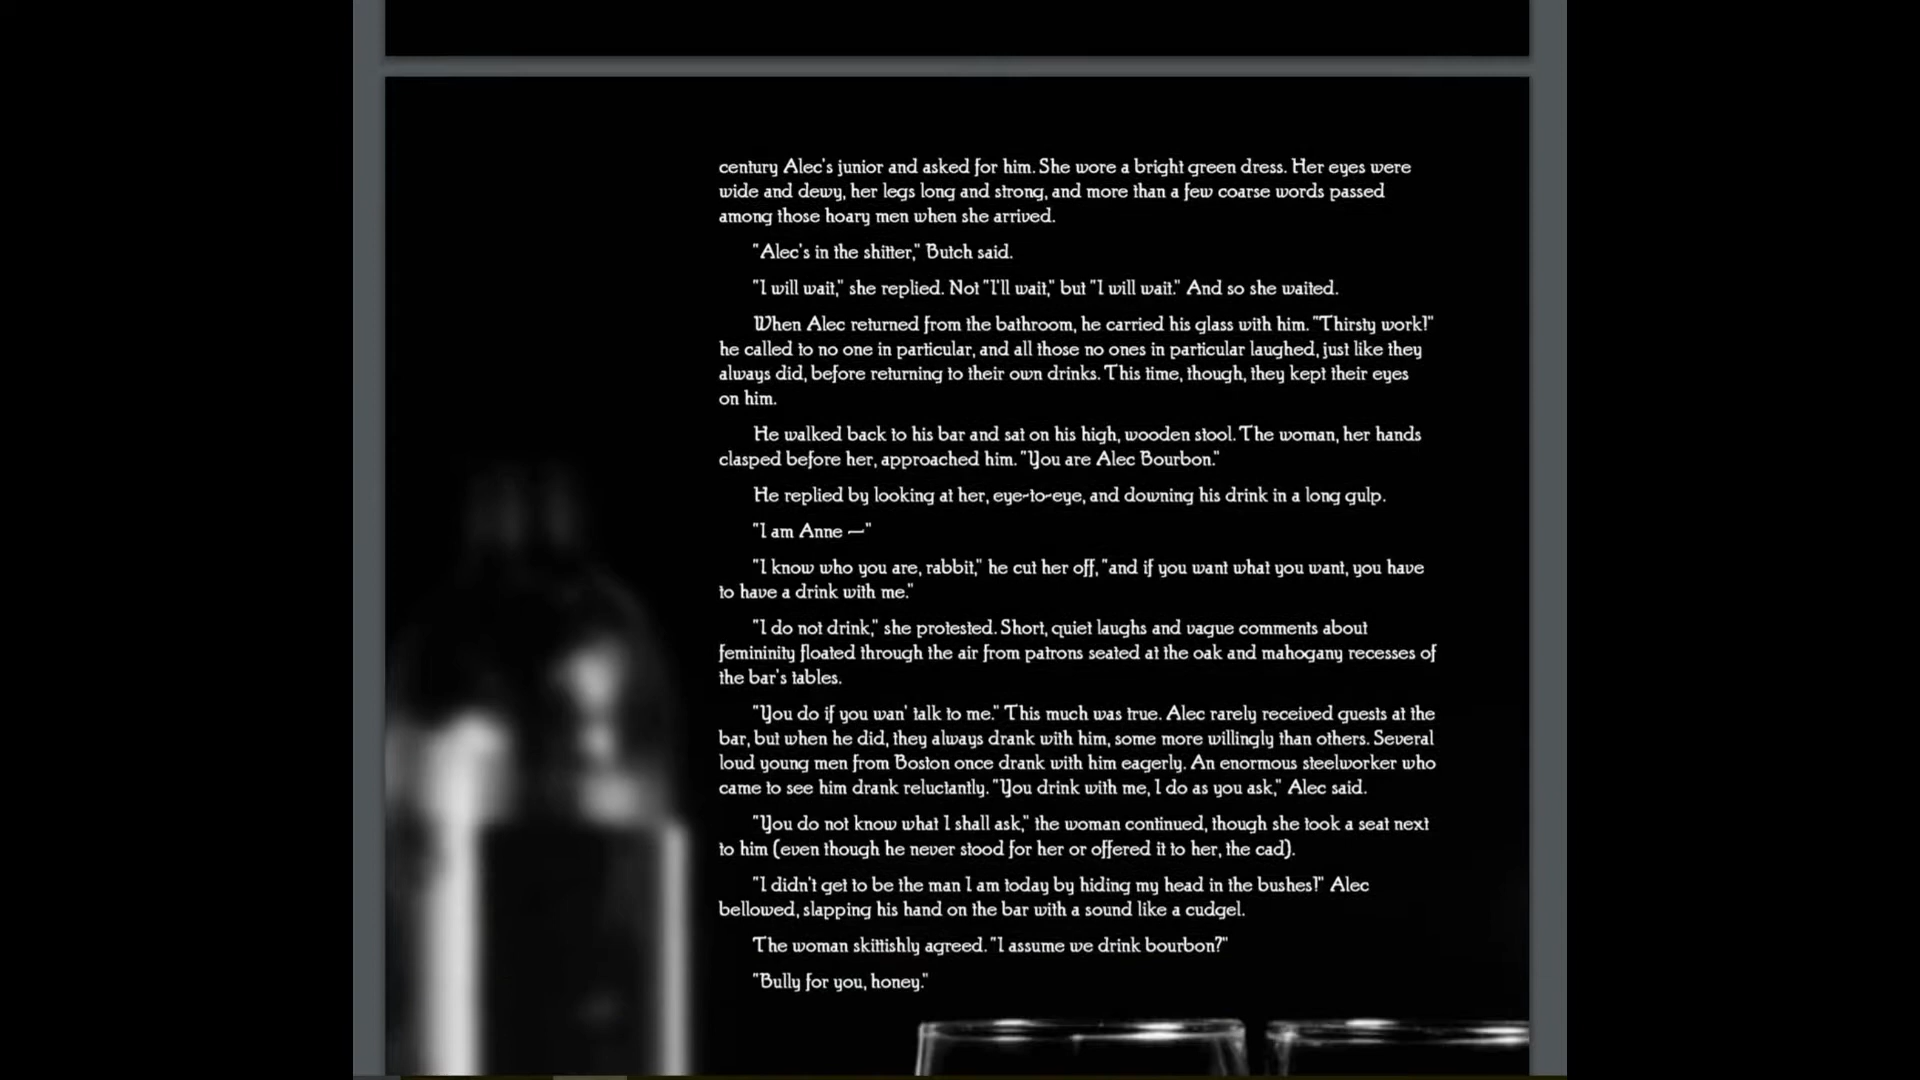 century Alec's junior and asked for him. She wore a bright green dress. Her eyes were
wide and dewy, her legs long and strong, and more than a few coarse words passed
among those hoary men when she arrived.
"Alec's in the shitter," Butch said.
"I will wait," she replied. Not "I'll wait," but "I will wait." And so she waited.
When Alec returned from the bathroom, he carried his glass with him. "Thirsty work!"
he called to no one in particular, and all those no ones in particular laughed, just like they
always did, before returning to their own drinks. This time, though, they kept their eyes
on him.
He walked back to his bar and sat on his high, wooden stool. The woman, her hands
clasped before her, approached him. "You are Alec Bourbon."
He replied by looking at her, eye-to-eye, and downing his drink in a long gulp.
"I am Anne —"
"I know who you are, rabbit," he cut her off, "and if you want what you want, you have
to have a drink with me."
"I do not drink," she protested. Short, quiet laughs and vague comments about
femininity floated through the air from patrons seated at the oak and mahogany recesses of
the bar's tables.
"You do if you wan' talk to me." This much was true. Alec rarely received guests at the
bar, but when he did, they always drank with him, some more willingly than others. Several
loud young men from Boston once drank with him eagerly. An enormous steelworker who
came to see him drank reluctantly. "You drink with me, I do as you ask," Alec said.
"You do not know what I shall ask," the woman continued, though she took a seat next
to him (even though he never stood for her or offered it to her, the cad).
"I didn't get to be the man I am today by hiding my head in the bushes!" Alec
bellowed, slapping his hand on the bar with a sound like a cudgel.
The woman skittishly agreed. "I assume we drink bourbon?"
"Bully for you, honey."